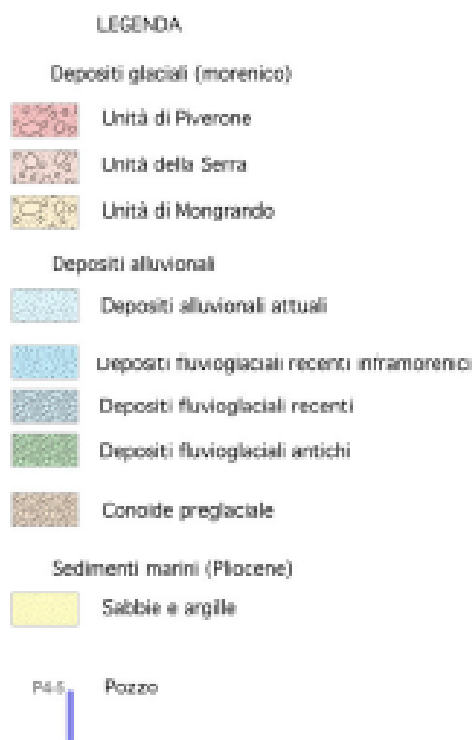 LEGENDA
Depositi glaciali (morenico)
Unità di Piverone
Unità della Serra
Unità di Mongrando
Depositi alluvionali
Depositi alluvionali attuali
Depositi fluvioglaciali recenti inframorenici
Depositi fluvioglaciali recenti
Depositi fluvioglaciali antichi
Conoide preglaciale
Sedimenti marini (Pliocene)
Sabbie e argille
Pozzo